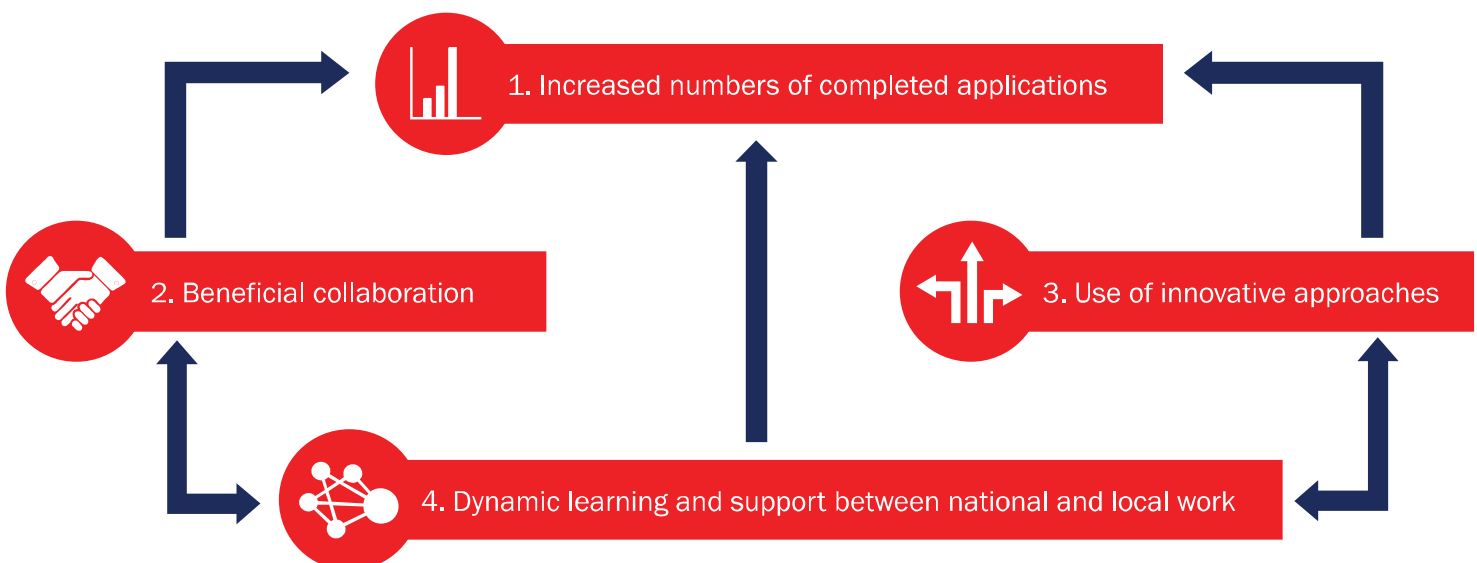 1. Increased numbers of completed applications
2. Beneficial collaboration
3. Use of innovative approaches
4. Dynamic learning and support between national and local work